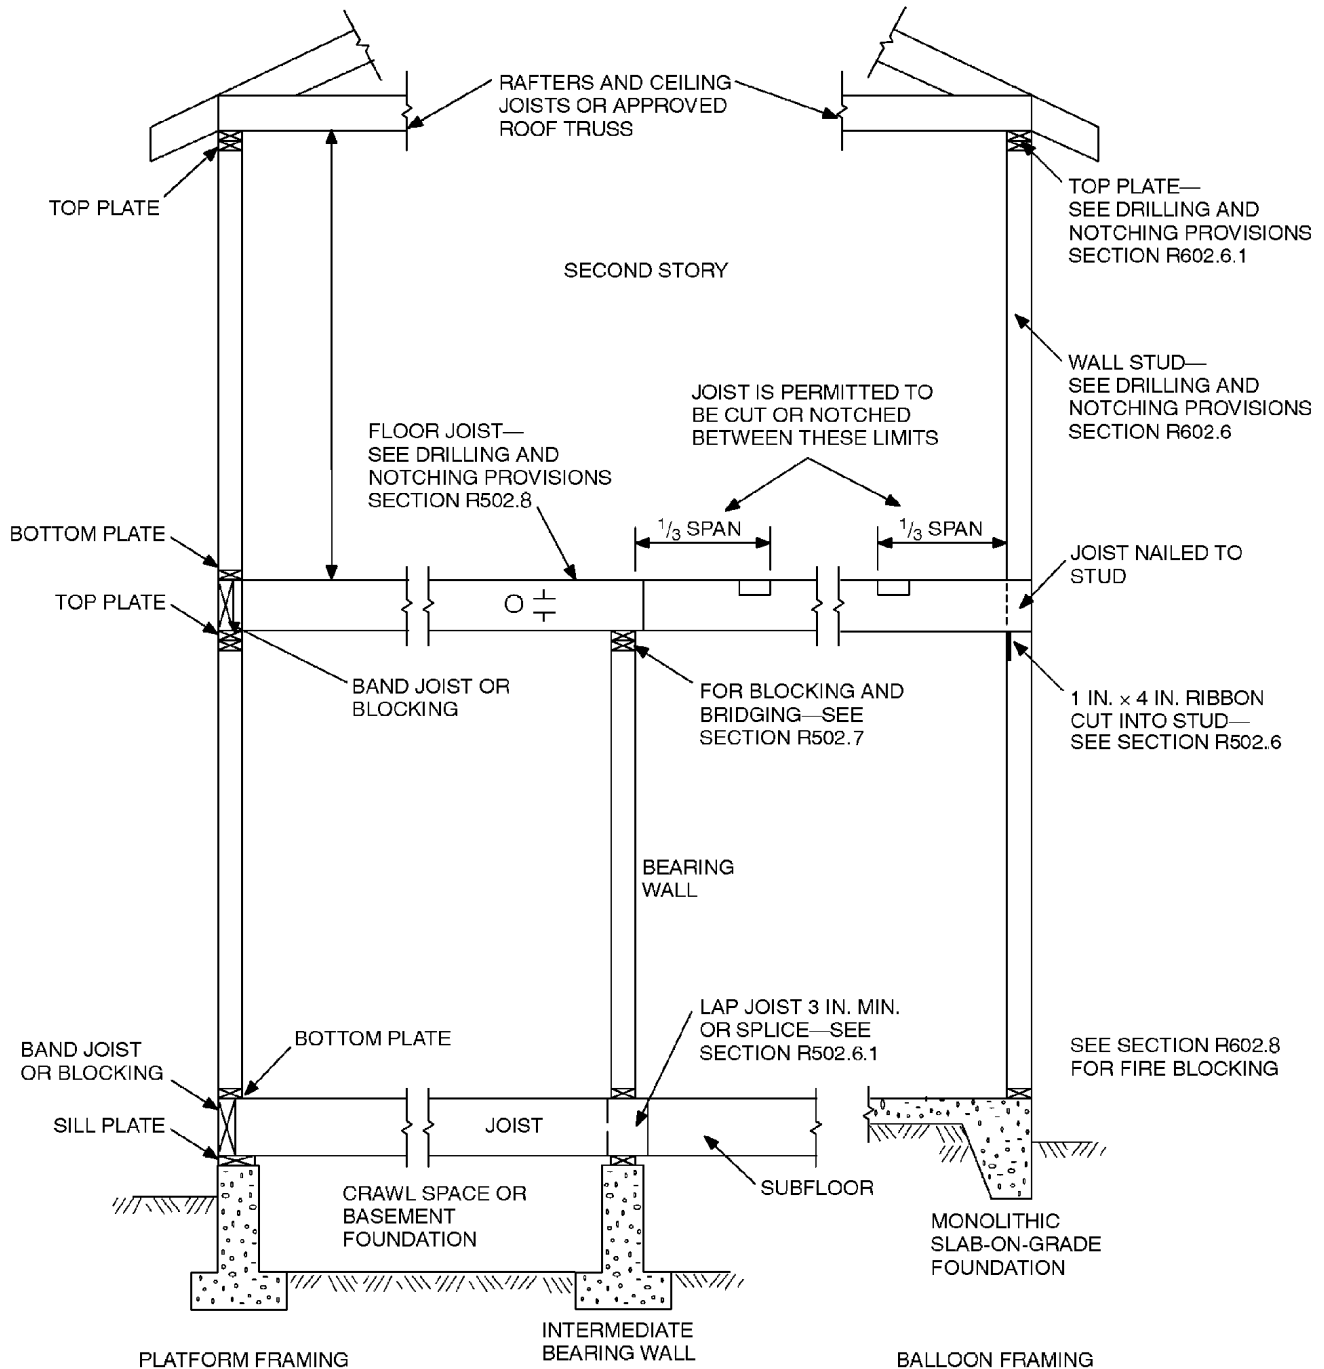 RAFTERS AND CEILING
JOISTS OR APPROVED
ROOF TRUSS
TOP PLATE
TOP PLATE—
SEE DRILLING AND
NOTCHING PROVISIONS
SECTION R602.6.1
SECOND STORY
WALL STUD—
SEE DRILLING AND
NOTCHING PROVISIONS
SECTION R602.6
JOIST IS PERMITTED TO
BE CUT OR NOTCHED
BETWEEN THESE LIMITS
FLOOR JOIST—
SEE DRILLING AND
NOTCHING PROVISIONS
SECTION R502.8
1/3 SPAN
1/3 SPAN
BOTTOM PLATE
JOIST NAILED TO
STUD
TOP PLATE
BAND JOIST OR
BLOCKING
FOR BLOCKING AND
BRIDGING—SEE
SECTION R502.7
1 IN. × 4 IN. RIBBON
CUT INTO STUD—
SEE SECTION R502.6
BEARING
WALL
LAP JOIST 3 IN. MIN.
OR SPLICE—SEE
SECTION R502.6.1
BOTTOM PLATE
BAND JOIST
OR BLOCKING
SEE SECTION R602.8
FOR FIRE BLOCKING
SILL PLATE
JOIST
SUBFLOOR
CRAWL SPACE OR
BASEMENT
FOUNDATION
MONOLITHIC
SLAB-ON-GRADE
FOUNDATION
PLATFORM FRAMING
INTERMEDIATE
BEARING WALL
BALLOON FRAMING